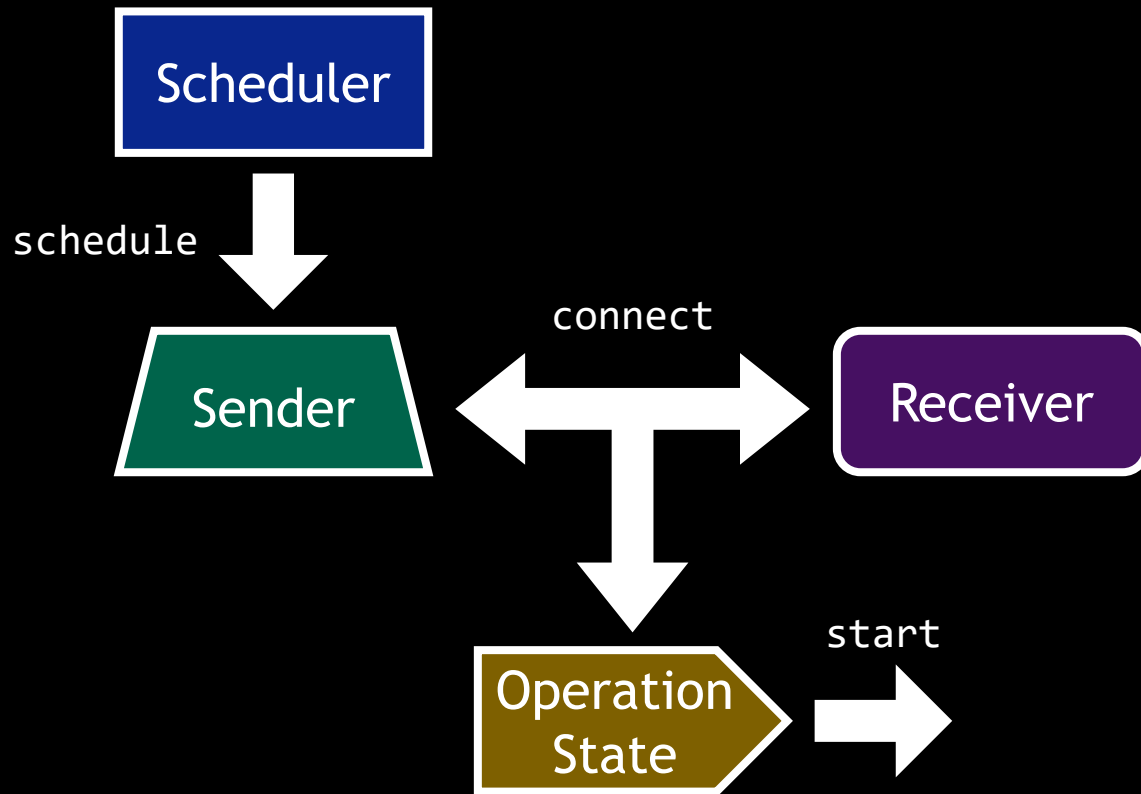 Scheduler
schedule
connect
Sender
Receiver
start
Operation
State